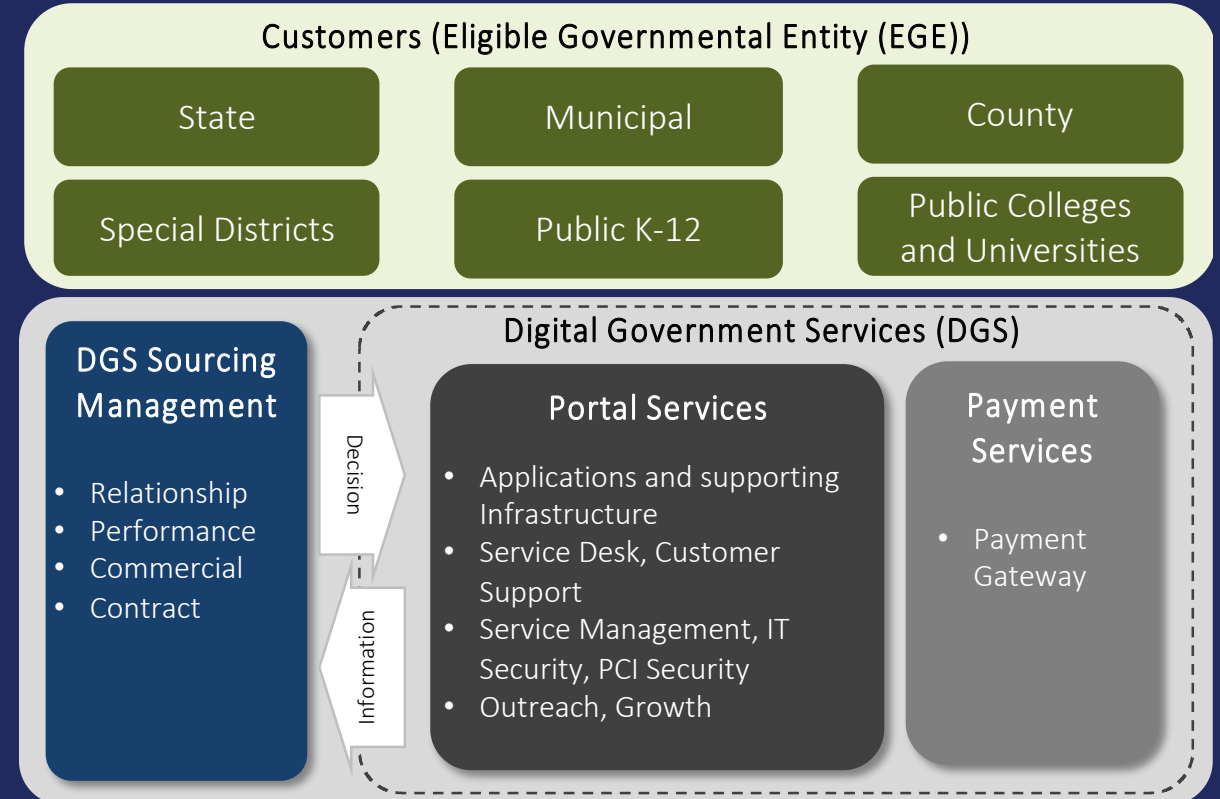 Customers (Eligible Governmental Entity (EGE))
State
Municipal
County
Special Districts
Public K-12
Public Colleges
and Universities
Digital Government Services (DGS)
DGS Sourcing
Management
• Relationship
• Performance
• Commercial
• Contract
Decision
Information
Portal Services
• Applications and supporting
Infrastructure
• Service Desk, Customer
Support
• Service Management, IT
Security, PCI Security
• Outreach, Growth
Payment
Services
• Payment
Gateway